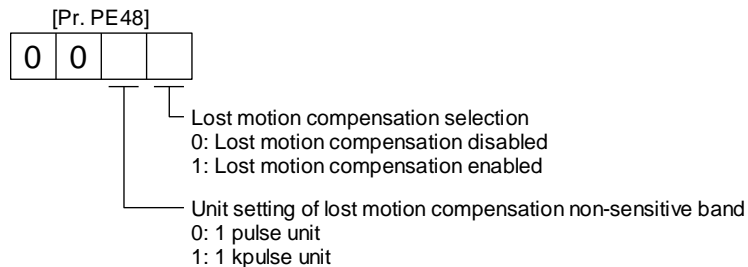 [Pr. PE48]
0 0
Lost motion compensation selection
0: Lost motion compensation disabled
1: Lost motion compensation enabled
Unit setting of lost motion compensation non-sensitive band
0: 1 pulse unit
1: 1 kpulse unit